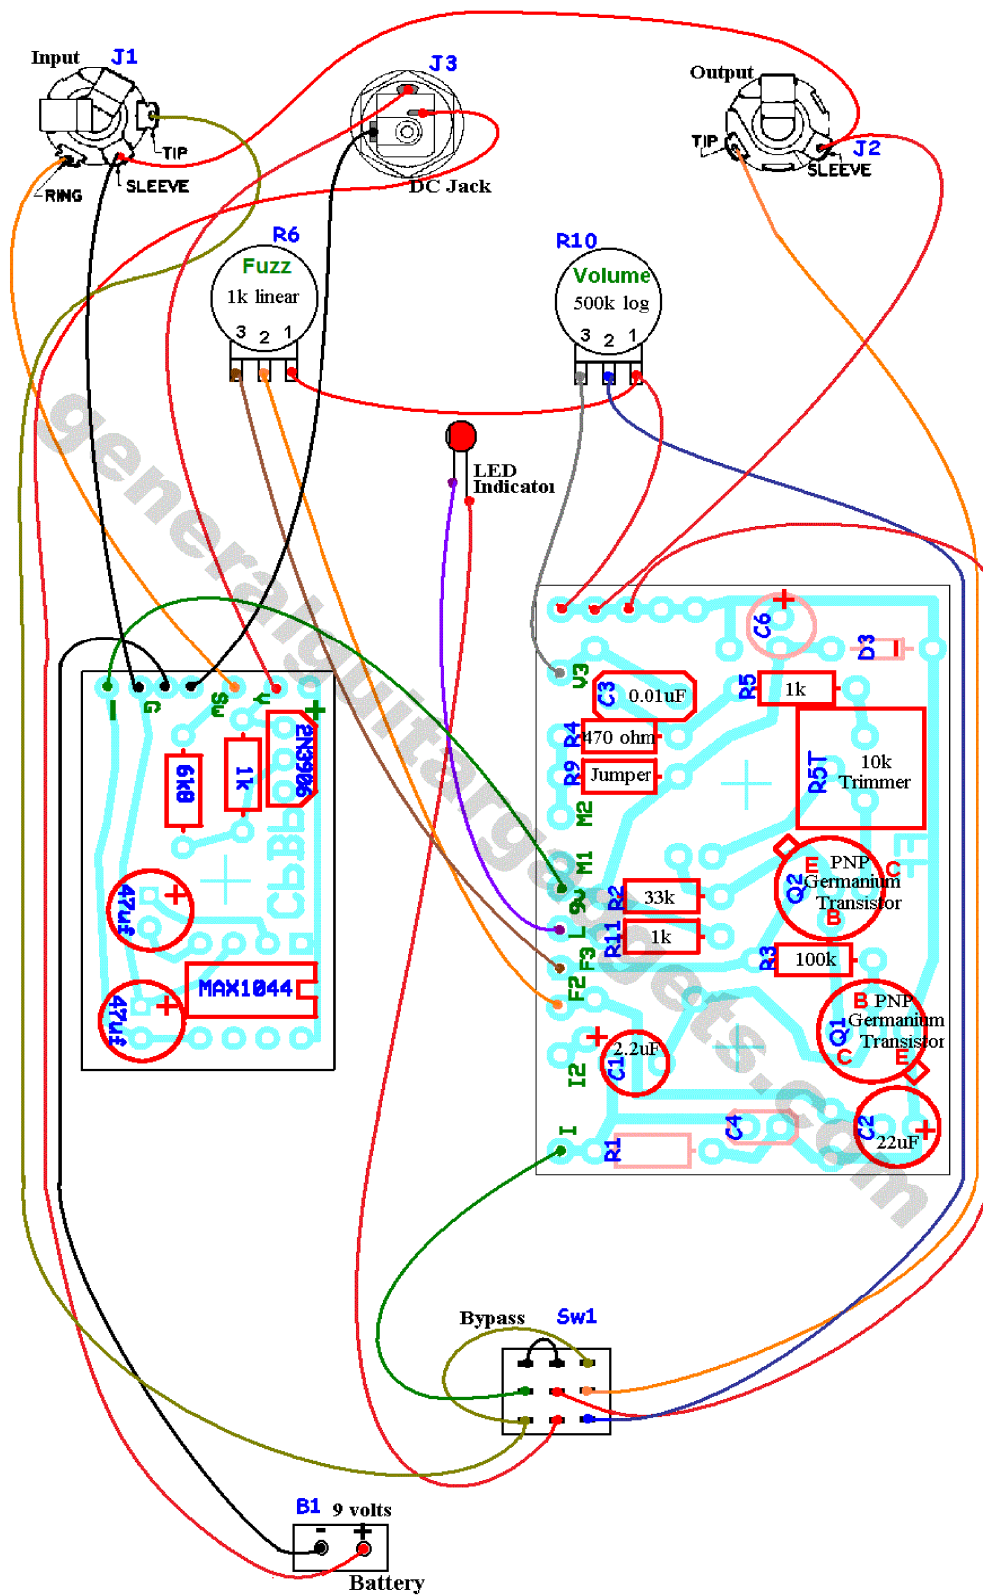 Input
J1
J3
Output
TIP
RING
SLEEVE
DC Jack
TIP
J2
SLEEVE
R6
Fuzz
1k linear
3 2 1
R10
Volume
500k log
3 2 1
LED
Indicator
generalguitargadgets.com
- G Sw V +
6k8
1k
2N3906
47uf
+
47uf
+
MAX1044
C6
+
D3
V3
C3
0.01uF
R5
1k
R4
470 ohm
R9
Jumper
R5T
10k
Trimmer
M2
M1
9v
L
F3
F2
I2
I
R2
33k
R11
1k
PNP
Germanium
Transistor
Q2
E
C
B
R3
100k
PNP
Germanium
Transistor
Q1
B
C
E
FF
C1
2.2uF
+
R1
C4
C2
22uF
+
Bypass
Sw1
B1
9 volts
- +
Battery